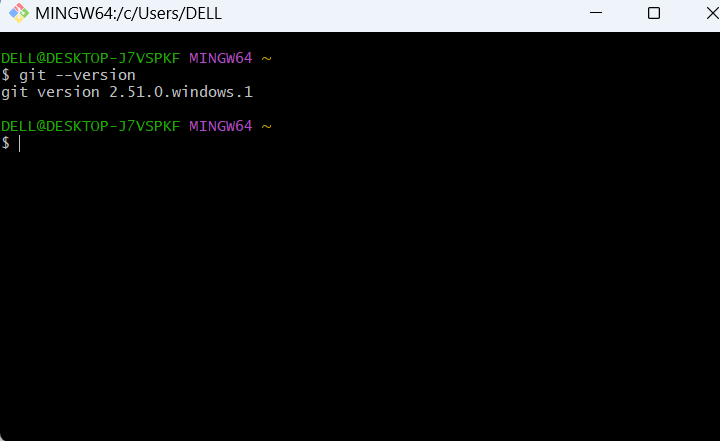 MINGW64:/c/Users/DELL
DELL@DESKTOP-J7VSPKF MINGW64 ~
$ git --version
git version 2.51.0.windows.1
DELL@DESKTOP-J7VSPKF MINGW64 ~
$